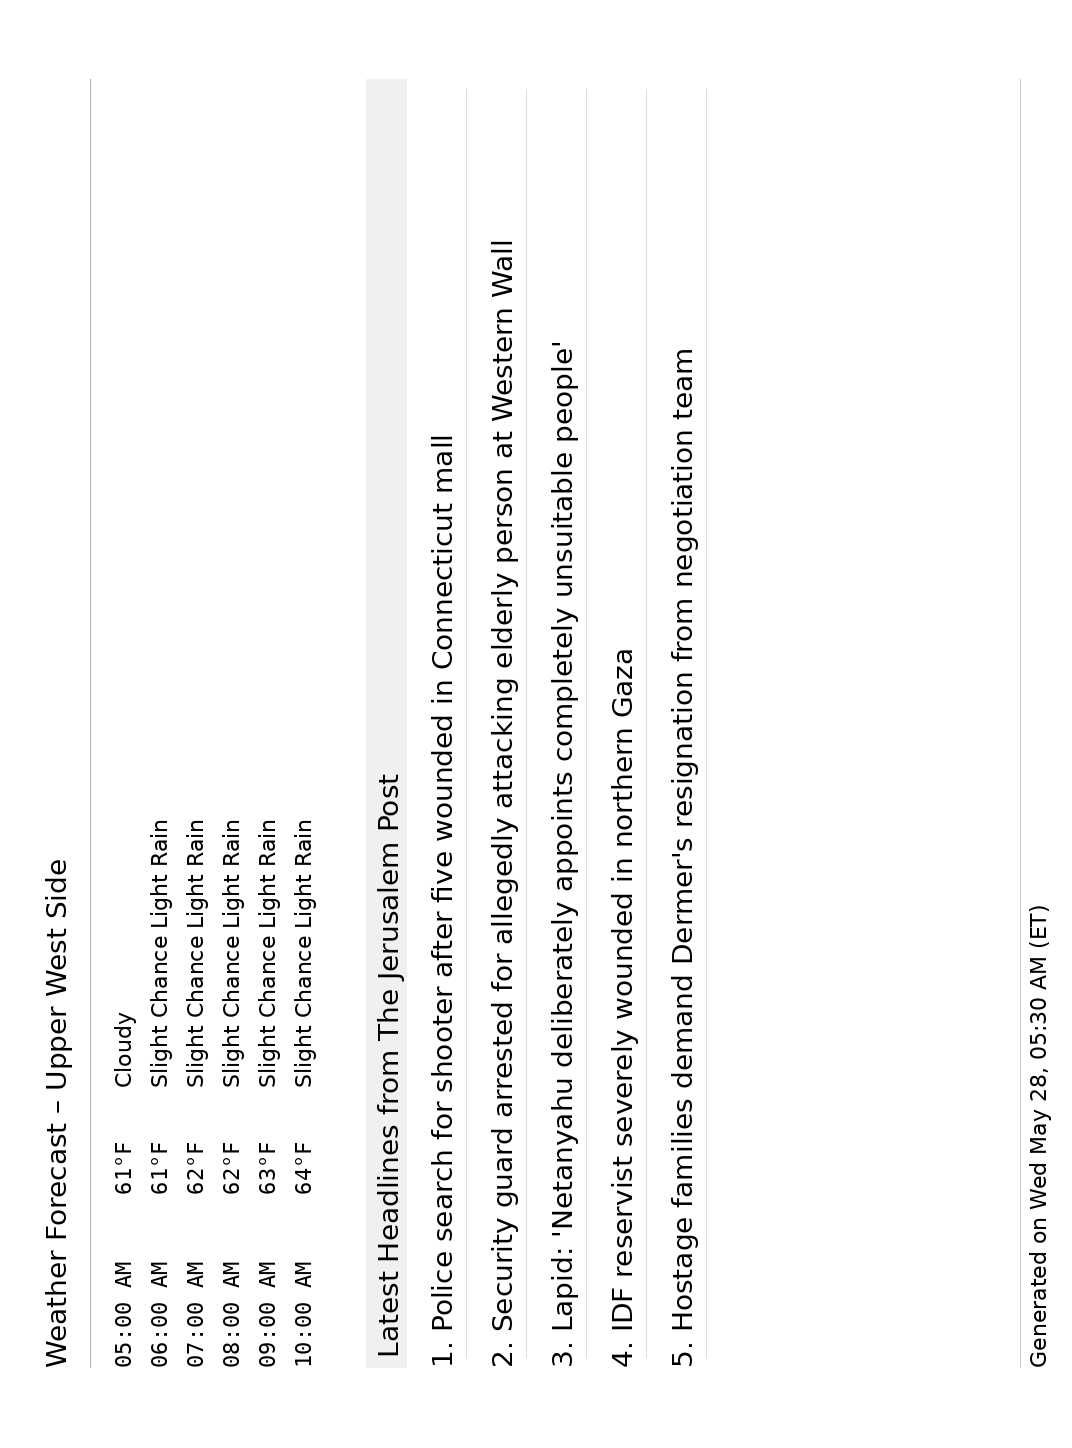 Weather Forecast – Upper West Side
05:00 AM 61°F Cloudy
06:00 AM 61°F Slight Chance Light Rain
07:00 AM 62°F Slight Chance Light Rain
08:00 AM 62°F Slight Chance Light Rain
09:00 AM 63°F Slight Chance Light Rain
10:00 AM 64°F Slight Chance Light Rain
Latest Headlines from The Jerusalem Post
1. Police search for shooter after five wounded in Connecticut mall
2. Security guard arrested for allegedly attacking elderly person at Western Wall
3. Lapid: 'Netanyahu deliberately appoints completely unsuitable people'
4. IDF reservist severely wounded in northern Gaza
5. Hostage families demand Dermer's resignation from negotiation team
Generated on Wed May 28, 05:30 AM (ET)